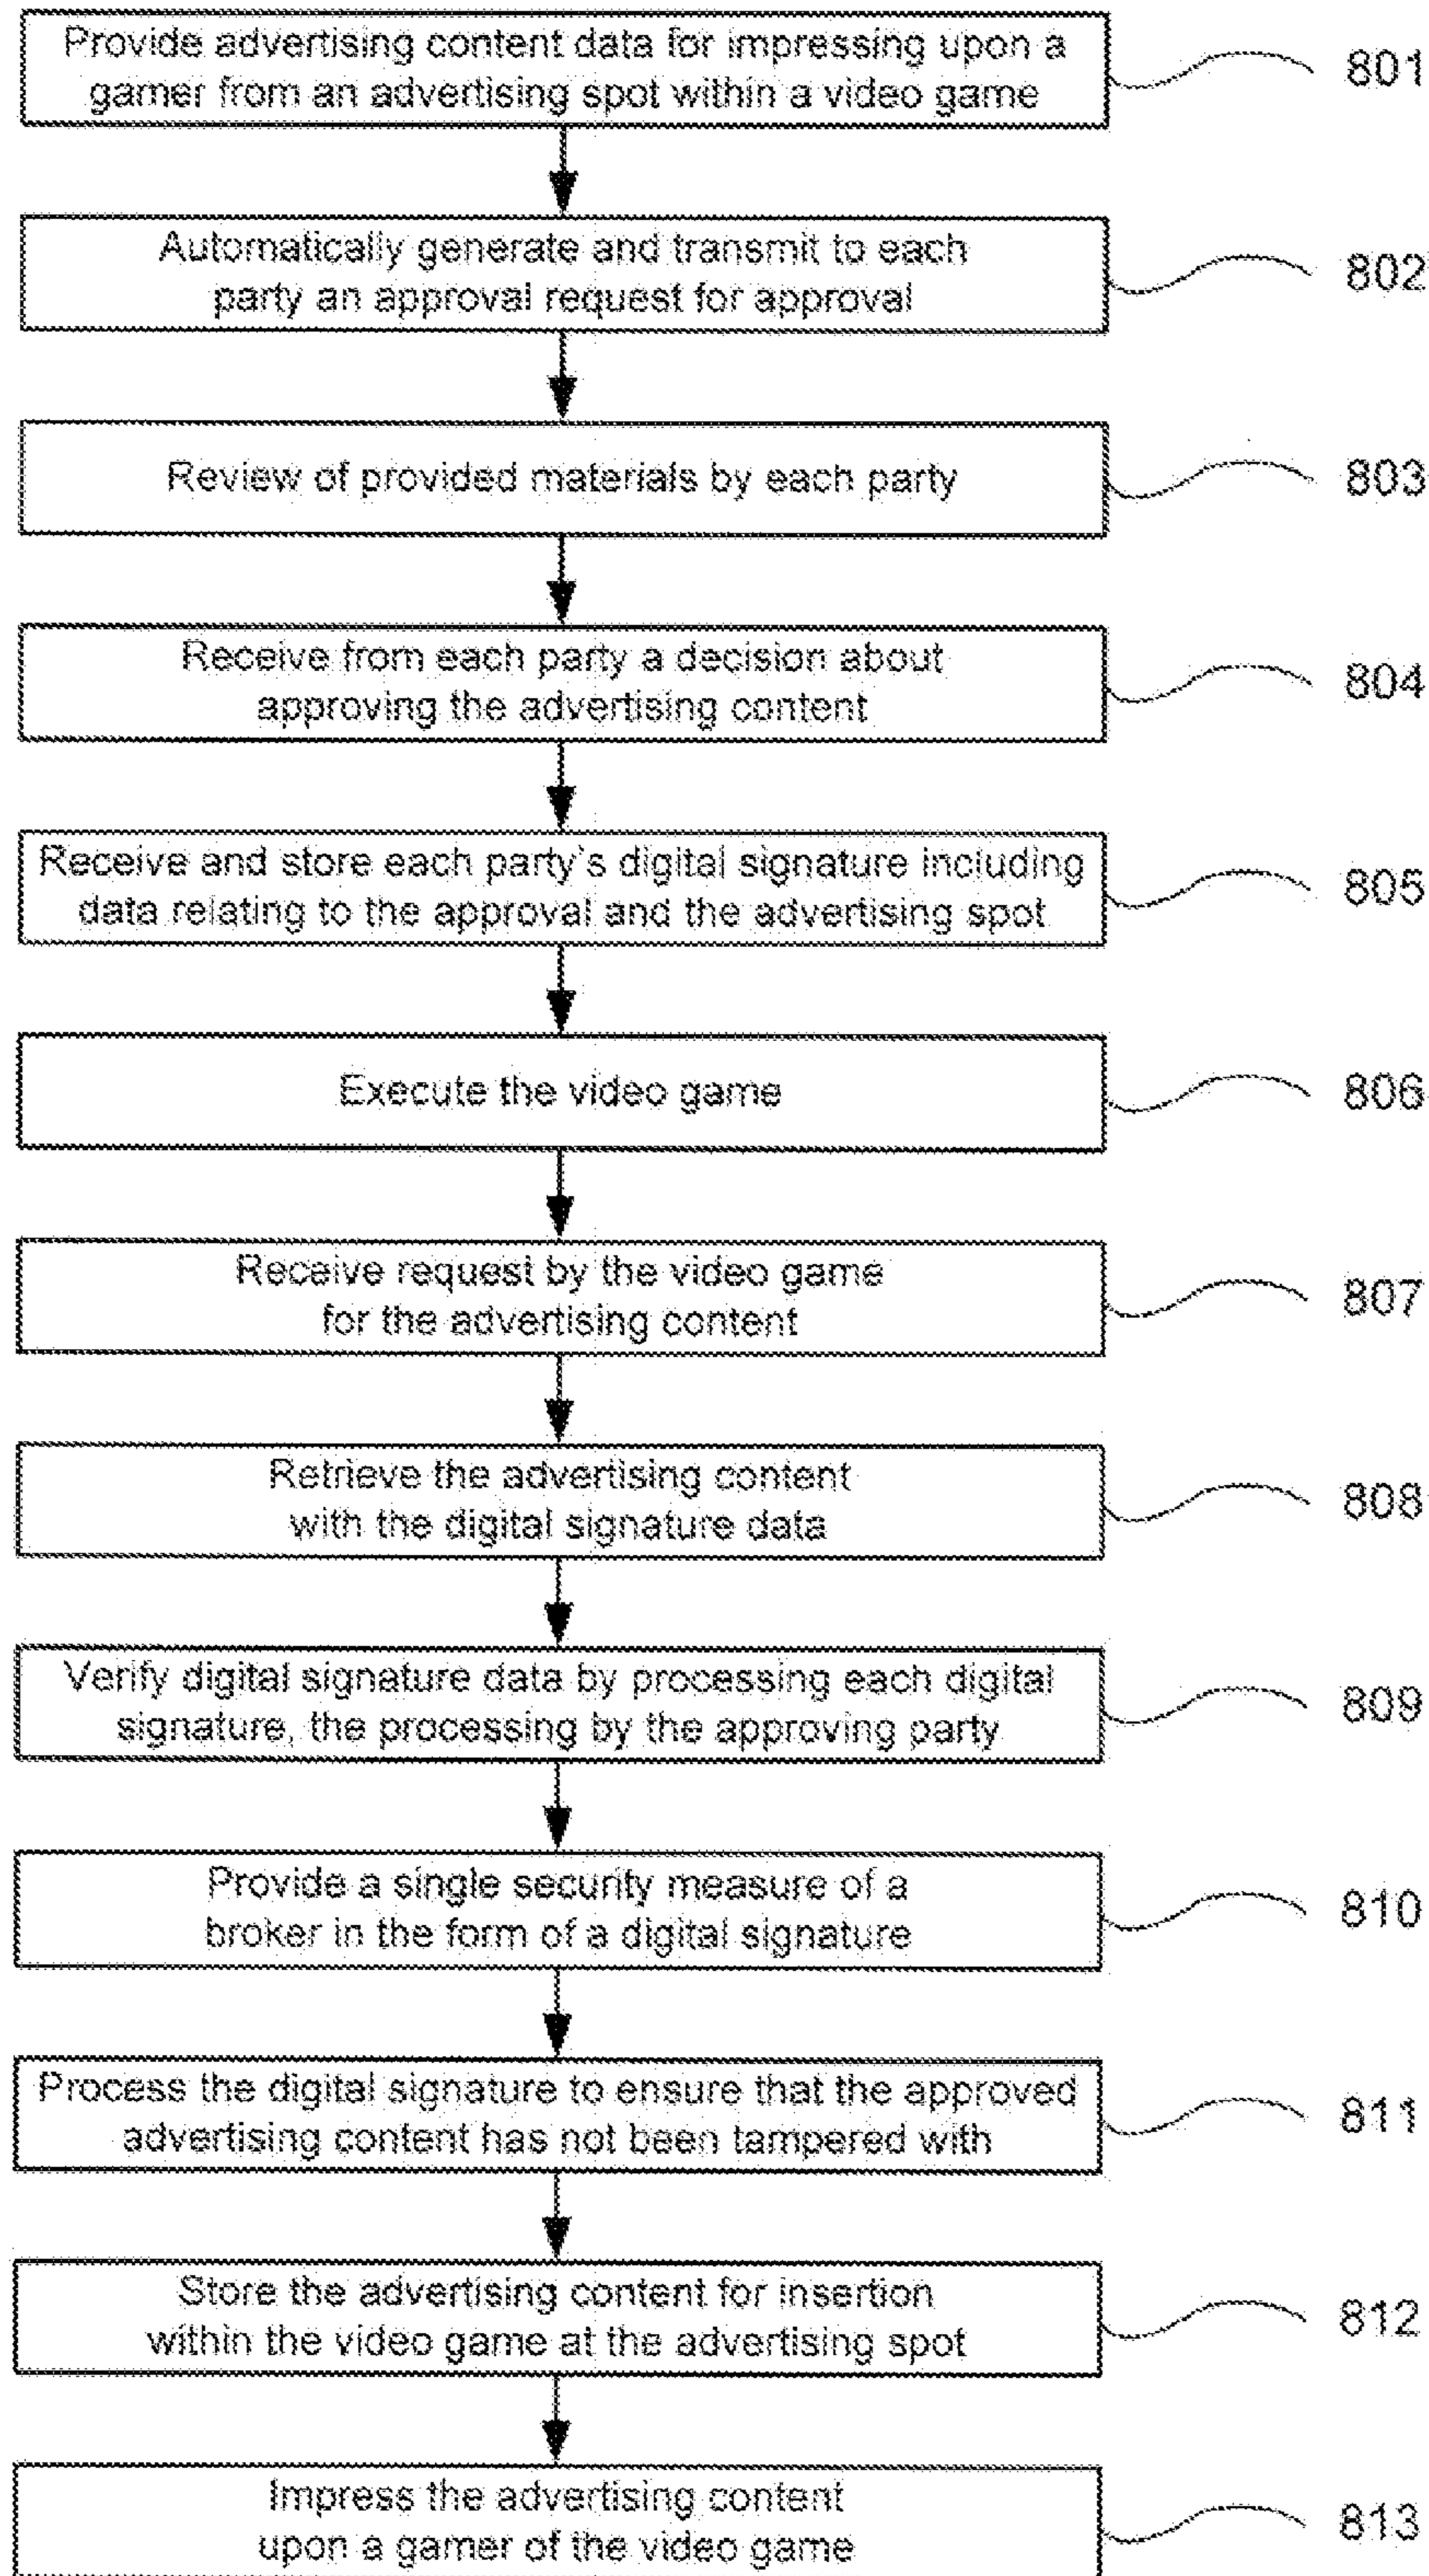 Provide advertising content data for impressing upon a
gamer from an advertising spot within a video game
801
Automatically generate and transmit to each
party an approval request for approval
802
Review of provided materials by each party
803
Receive from each party a decision about
approving the advertising content
804
Receive and store each party's digital signature including
data relating to the approval and the advertising spot
805
Execute the video game
806
Receive request by the video game
for the advertising content
807
Retrieve the advertising content
with the digital signature data
808
Verify digital signature data by processing each digital
signature, the processing by the approving party
809
Provide a single security measure of a
broker in the form of a digital signature
810
Process the digital signature to ensure that the approved
advertising content has not been tampered with
811
Store the advertising content for insertion
within the video game at the advertising spot
812
Impress the advertising content
upon a gamer of the video game
813